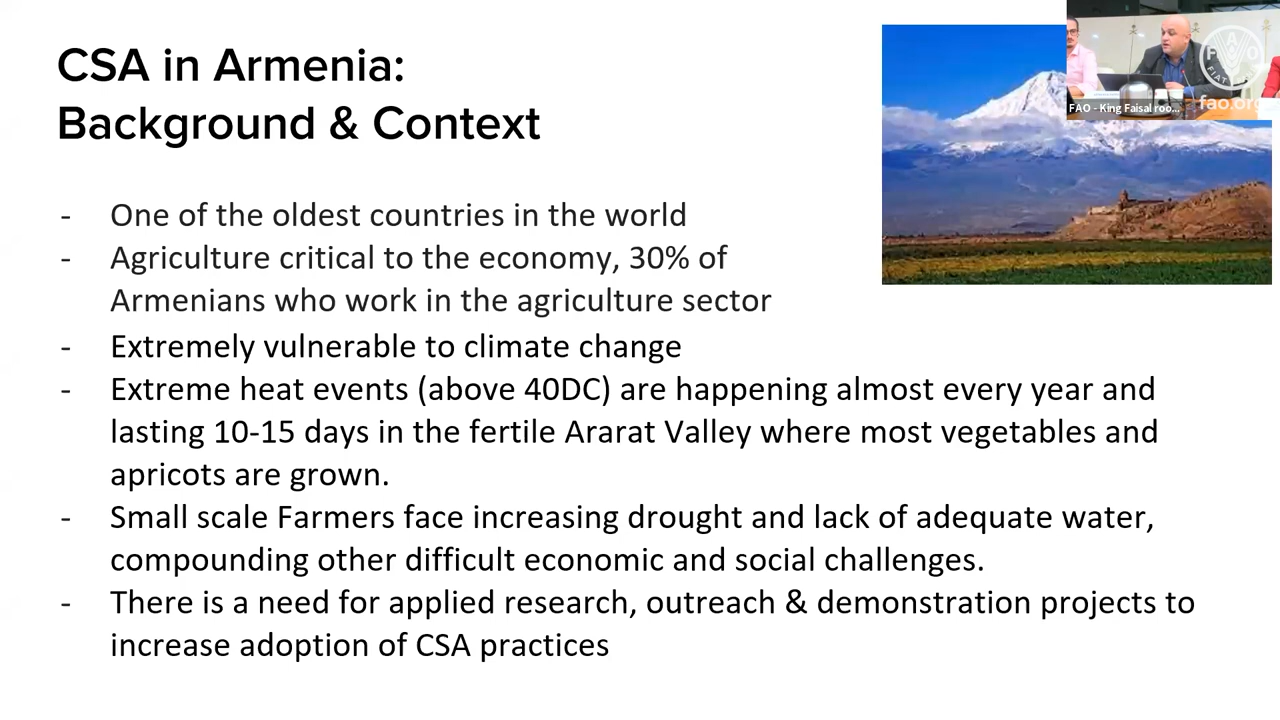 CSA in Armenia:
Background & Context
- One of the oldest countries in the world
- Agriculture critical to the economy, 30% of
Armenians who work in the agriculture sector
- Extremely vulnerable to climate change
- Extreme heat events (above 40DC) are happening almost every year and
lasting 10-15 days in the fertile Ararat Valley where most vegetables and
apricots are grown.
- Small scale Farmers face increasing drought and lack of adequate water,
compounding other difficult economic and social challenges.
- There is a need for applied research, outreach & demonstration projects to
increase adoption of CSA practices
FAO
FIAT
fao.org
FAO - King Faisal roo...